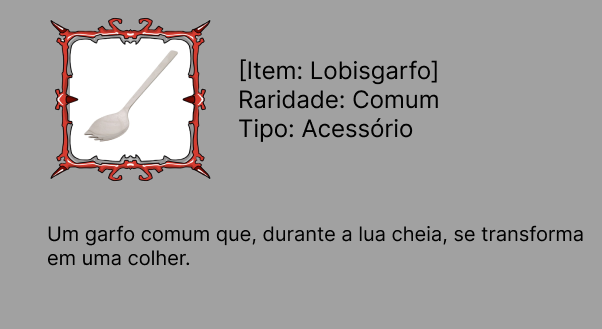 [Item: Lobisgarfo]
Raridade: Comum
Tipo: Acessório
Um garfo comum que, durante a lua cheia, se transforma
em uma colher.